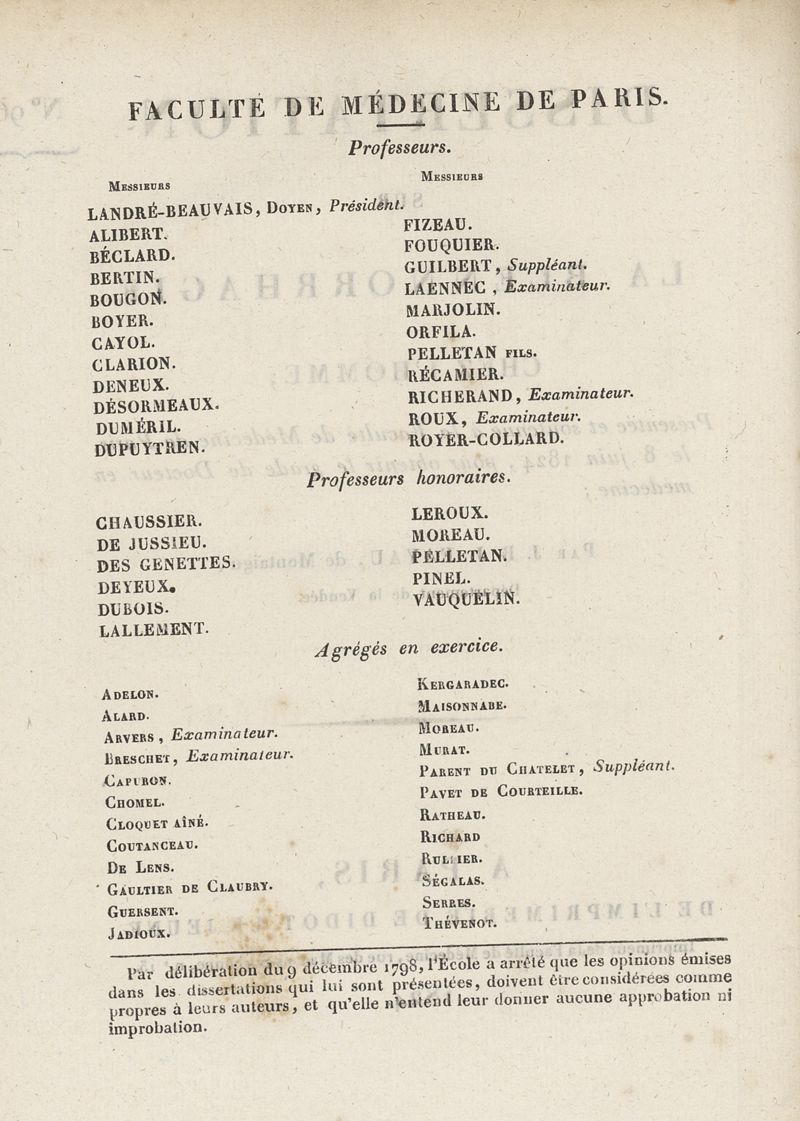 FACULTÉ DE MÉDECINE DE PARIS.
Professeurs.
Messieurs
LANDRÉ-BEAUVAIS, Doyen, Président.
ALIBERT.
BÉCLARD.
BERTIN.
BOUGON.
BOYER.
CAYOL.
CLARION.
DENEUX.
DÉSORMEAUX.
DUMÉRIL.
DUPUYTREN.
Messieurs
FIZEAU.
FOUQUIER.
GUILBERT, Suppléant.
LAENNEC, Examinateur.
MARJOLIN.
ORFILA.
PELLETAN fils.
RÉCAMIER.
RICHERAND, Examinateur.
ROUX, Examinateur.
ROYER-COLLARD.
Professeurs honoraires.
CHAUSSIER.
DE JUSSIEU.
DES GENETTES.
DEYEUX.
DUBOIS.
LALLEMENT.
LEROUX.
MOREAU.
PELLETAN.
PINEL.
VAUQUELIN.
Agrégés en exercice.
Adelon.
Alard.
Arvers, Examinateur.
Breschet, Examinateur.
Capuron.
Chomel.
Cloquet aîné.
Coutanceau.
De Lens.
Gaultier de Claubry.
Guersent.
Jadioux.
Kergaradec.
Maisonnabe.
Moreau.
Murat.
Parent du Chatelet, Suppléant.
Pavet de Courteille.
Ratheau.
Richard
Rullier.
Ségalas.
Serres.
Thévenot.
Par délibération du 9 décembre 1798, l'École a arrêté que les opinions émises
dans les dissertations qui lui sont présentées, doivent être considérées comme
propres à leurs auteurs, et qu'elle n'entend leur donner aucune approbation ni
improbation.